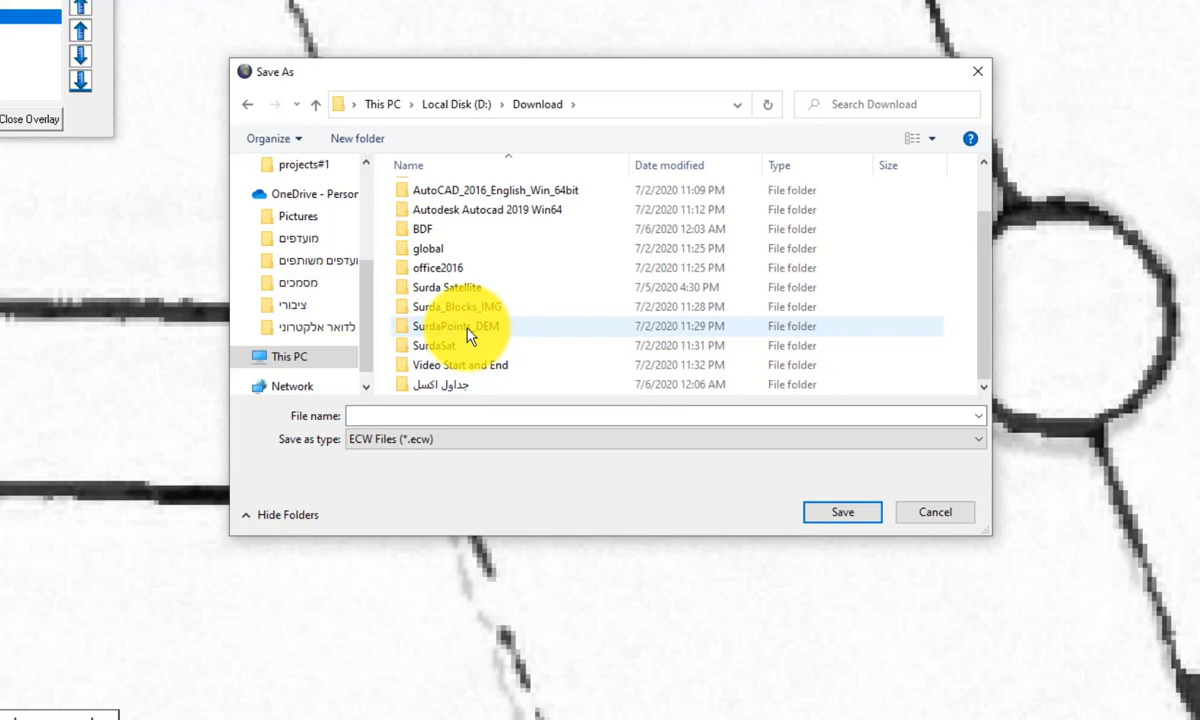 Close Overlay
Save As
This PC > Local Disk (D:) > Download >
Search Download
Organize
New folder
projects#1
OneDrive - Person
Pictures
מועדפים
ועדפים משותפים
מסמכים
ציבורי
לדואר אלקטרוני
This PC
Network
Name Date modified Type Size
AutoCAD_2016_English_Win_64bit 7/2/2020 11:09 PM File folder
Autodesk Autocad 2019 Win64 7/2/2020 11:12 PM File folder
BDF 7/6/2020 12:03 AM File folder
global 7/2/2020 11:25 PM File folder
office2016 7/2/2020 11:25 PM File folder
Surda Satellite 7/5/2020 4:30 PM File folder
Surda_Blocks_IMG 7/2/2020 11:28 PM File folder
SurdaPoints_DEM 7/2/2020 11:29 PM File folder
SurdaSat 7/2/2020 11:31 PM File folder
Video Start and End 7/2/2020 11:32 PM File folder
جداول اكسل 7/6/2020 12:06 AM File folder
File name:
Save as type: ECW Files (*.ecw)
Hide Folders
Save
Cancel